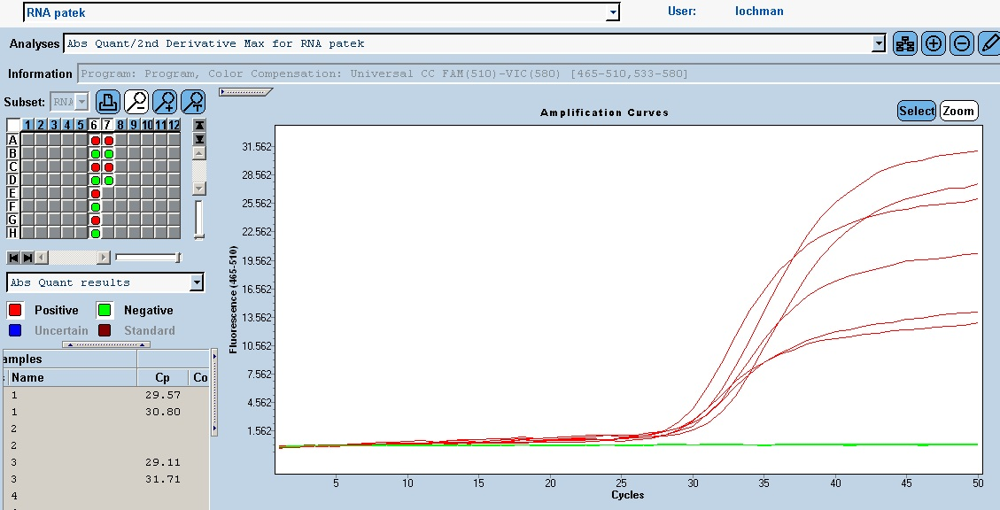 RNA patek
User: lochman
Analyses Abs Quant/2nd Derivative Max for RNA patek
Information Program: Program, Color Compensation: Universal CC FAM(510)-VIC(580) [465-510,533-580]
Subset: RNA
1 2 3 4 5 6 7 8 9 10 11 12
A
B
C
D
E
F
G
H
Abs Quant results
Positive Negative
Uncertain Standard
amples
Name Cp Co
1 29.57
1 30.80
2
2
3 29.11
3 31.71
4
Amplification Curves
Select Zoom
Fluorescence (465-510)
31.562
28.562
25.562
22.562
19.562
16.562
13.562
10.562
7.562
4.562
1.562
5 10 15 20 25 30 35 40 45 50
Cycles